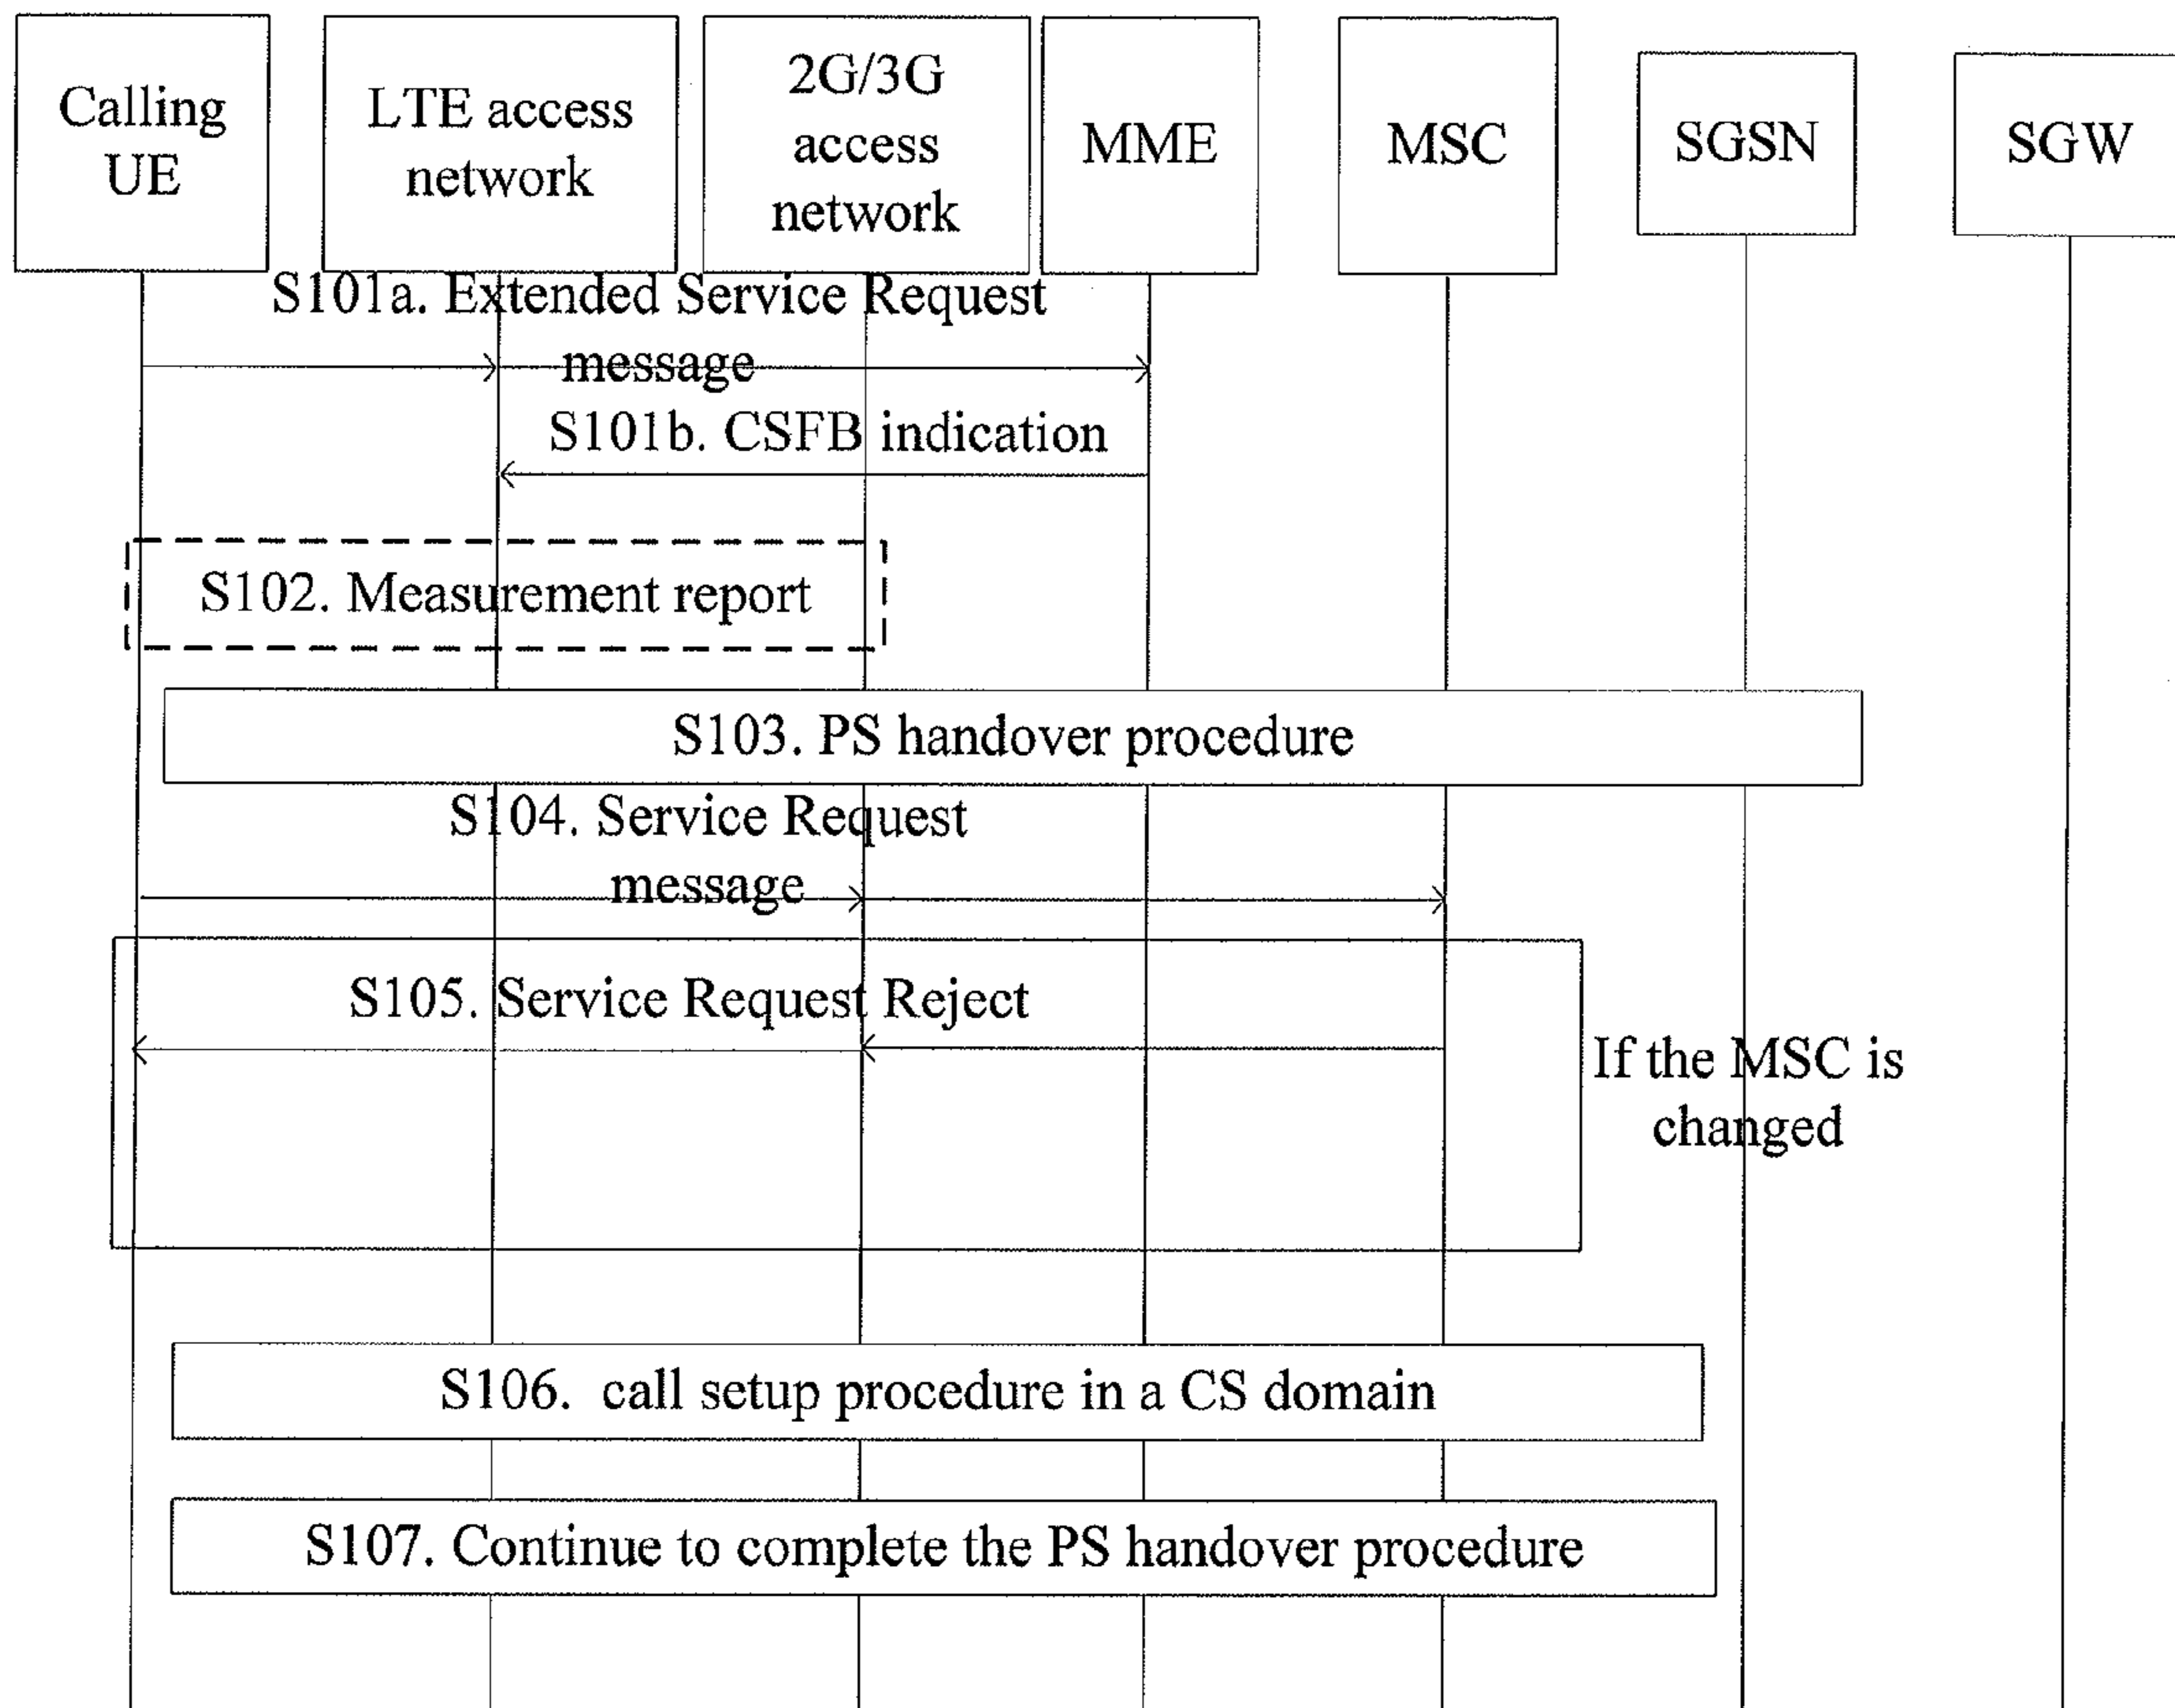 Calling
UE
LTE access
network
2G/3G
access
network
MME
MSC
SGSN
SGW
S101a. Extended Service Request
message
S101b. CSFB indication
S102. Measurement report
S103. PS handover procedure
S104. Service Request
message
S105. Service Request Reject
If the MSC is
changed
S106. call setup procedure in a CS domain
S107. Continue to complete the PS handover procedure